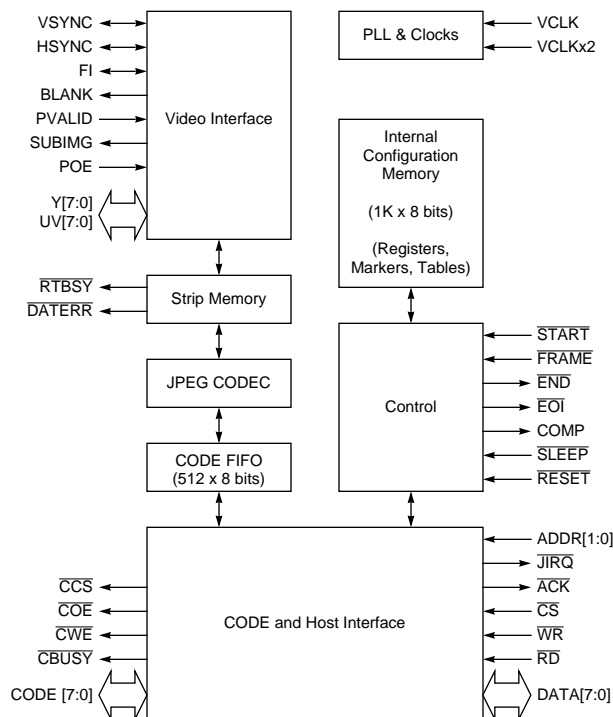 VSYNC
HSYNC
FI
BLANK
PVALID
SUBIMG
POE
Y[7:0]
UV[7:0]
Video Interface
PLL & Clocks
VCLK
VCLKx2
Internal
Configuration
Memory
(1K x 8 bits)
(Registers,
Markers, Tables)
RTBSY
DATERR
Strip Memory
JPEG CODEC
CODE FIFO
(512 x 8 bits)
Control
START
FRAME
END
EOI
COMP
SLEEP
RESET
CCS
COE
CWE
CBUSY
CODE [7:0]
CODE and Host Interface
ADDR[1:0]
JIRQ
ACK
CS
WR
RD
DATA[7:0]